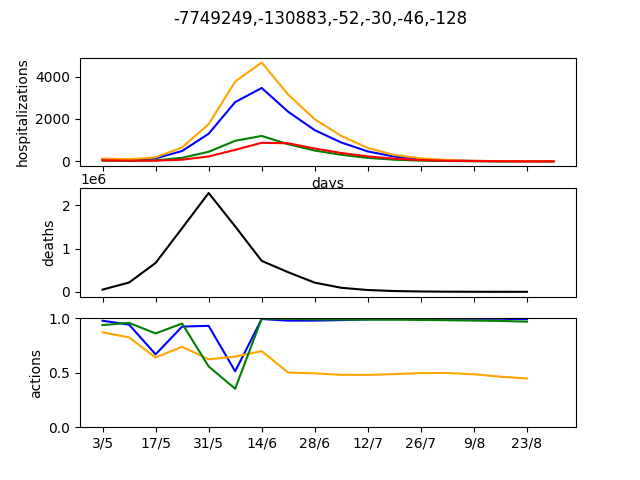 -7749249,-130883,-52,-30,-46,-128
4000
2000
0
hospitalizations
days
1e6
2
1
0
deaths
1.0
0.5
0.0
actions
3/5 17/5 31/5 14/6 28/6 12/7 26/7 9/8 23/8